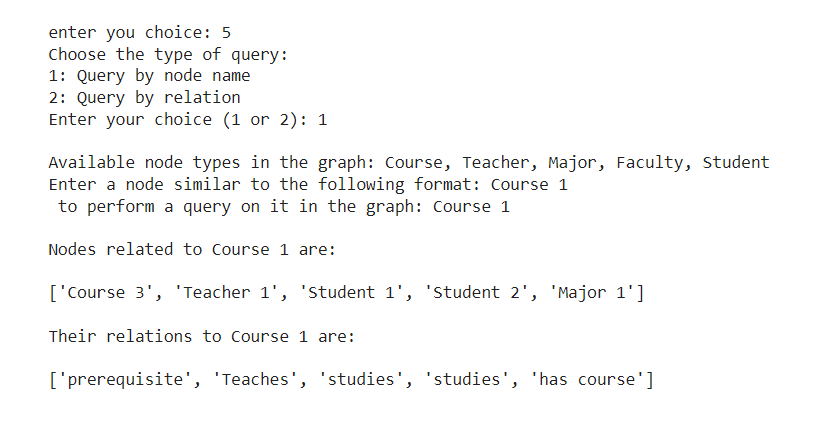 enter you choice: 5
Choose the type of query:
1: Query by node name
2: Query by relation
Enter your choice (1 or 2): 1
Available node types in the graph: Course, Teacher, Major, Faculty, Student
Enter a node similar to the following format: Course 1
to perform a query on it in the graph: Course 1
Nodes related to Course 1 are:
['Course 3', 'Teacher 1', 'Student 1', 'Student 2', 'Major 1']
Their relations to Course 1 are:
['prerequisite', 'Teaches', 'studies', 'studies', 'has course']